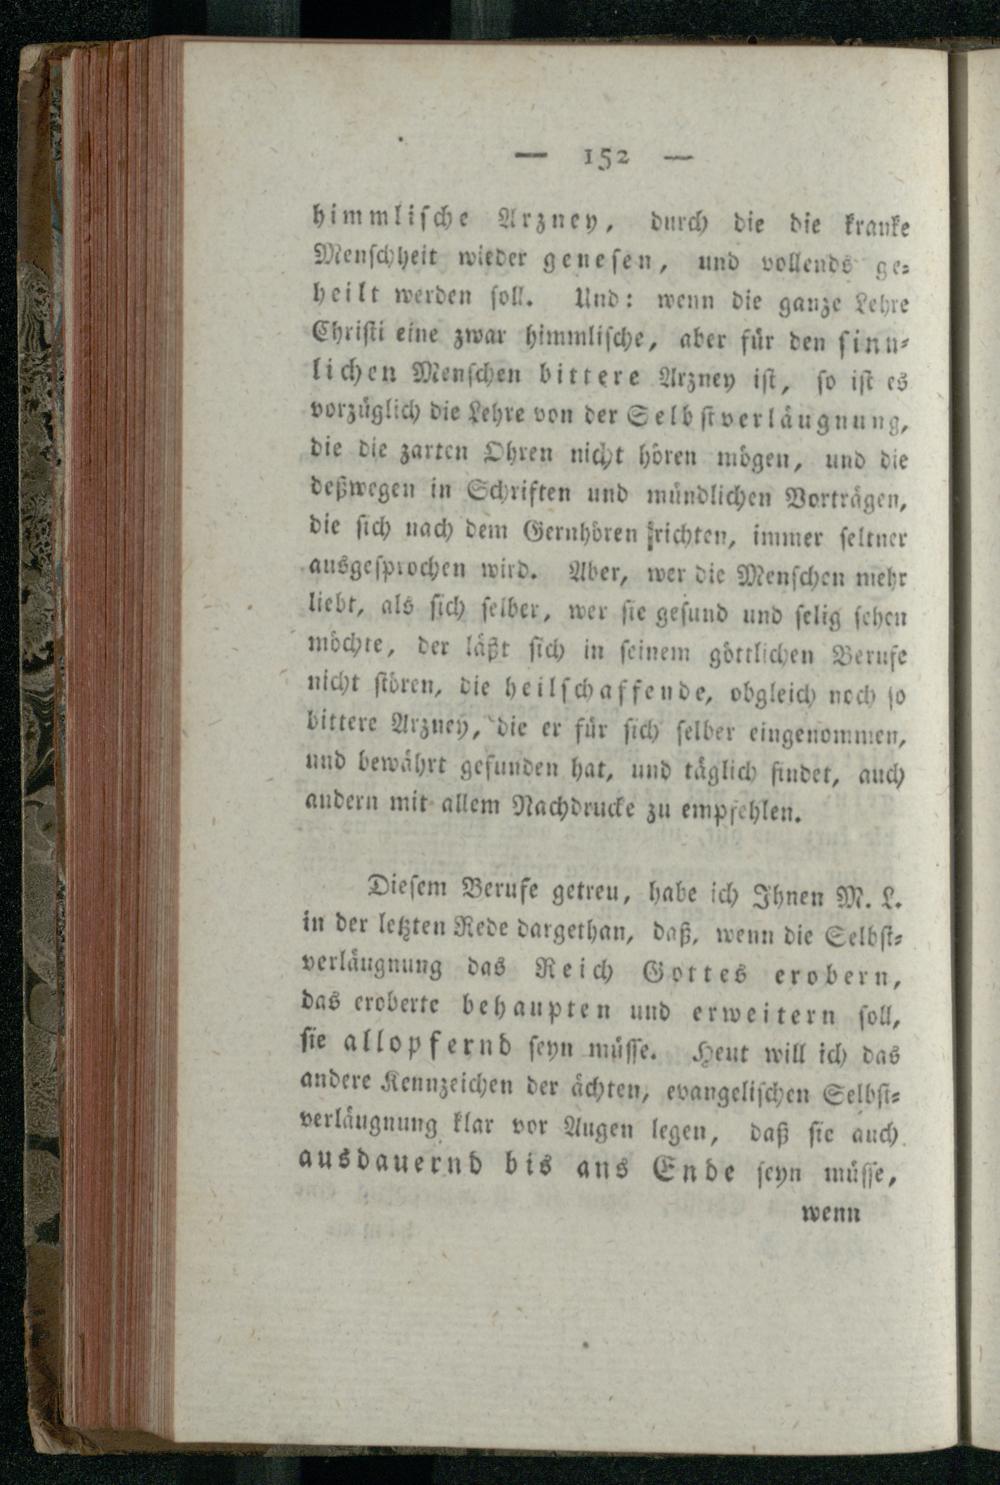 — 152 —
himmlische Arzney, durch die die kranke
Menschheit wieder genesen, und vollends ge-
heilt werden soll. Und: wenn die ganze Lehre
Christi eine zwar himmlische, aber für den sinn-
lichen Menschen bittere Arzney ist, so ist es
vorzüglich die Lehre von der Selbstverläugnung,
die die zarten Ohren nicht hören mögen, und die
deßwegen in Schriften und mündlichen Vorträgen,
die sich nach dem Gernhören richten, immer seltner
ausgesprochen wird. Aber, wer die Menschen mehr
liebt, als sich selber, wer sie gesund und selig sehen
möchte, der läßt sich in seinem göttlichen Berufe
nicht stören, die heilschaffende, obgleich noch so
bittere Arzney, die er für sich selber eingenommen,
und bewährt gefunden hat, und täglich findet, auch
andern mit allem Nachdrucke zu empfehlen.
Diesem Berufe getreu, habe ich Ihnen M. L.
in der letzten Rede dargethan, daß, wenn die Selbst-
verläugnung das Reich Gottes erobern,
das eroberte behaupten und erweitern soll,
sie allopfernd seyn müsse. Heut will ich das
andere Kennzeichen der ächten, evangelischen Selbst-
verläugnung klar vor Augen legen, daß sie auch
ausdauernd bis ans Ende seyn müsse,
wenn